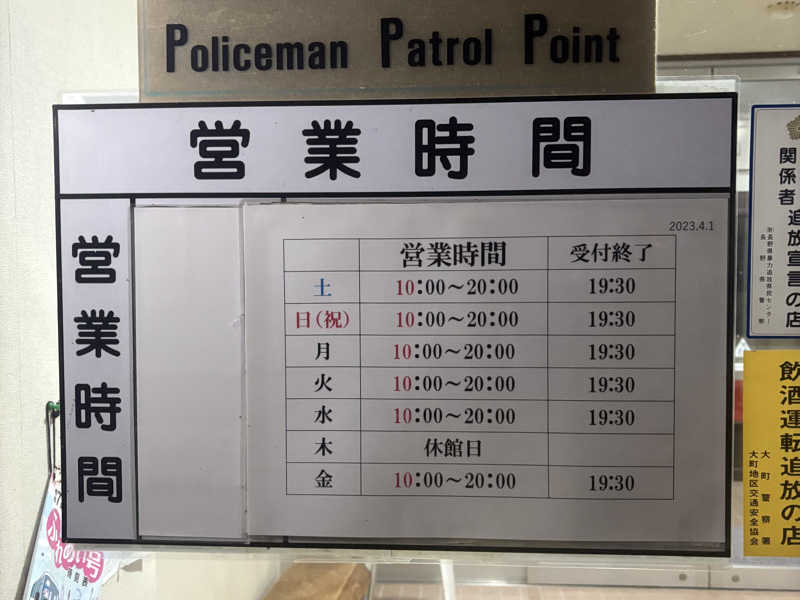 Policeman Patrol Point
営業時間
営業時間
2023.4.1
営業時間 受付終了
土 10:00～20:00 19:30
日(祝) 10:00～20:00 19:30
月 10:00～20:00 19:30
火 10:00～20:00 19:30
水 10:00～20:00 19:30
木 休館日
金 10:00～20:00 19:30
関係者追放宣言の店
長野県警察
飲酒運転追放の店
大町警察署
大町地区交通安全協会